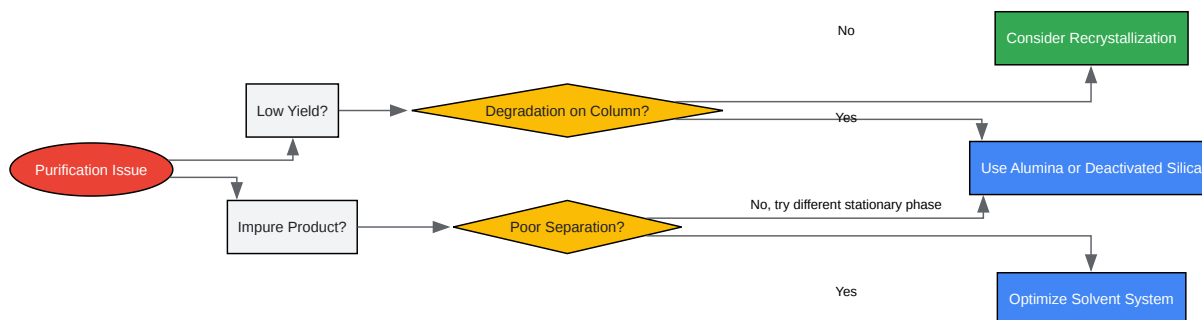 No
Consider Recrystallization
Low Yield?
Degradation on Column?
Yes
Purification Issue
Use Alumina or Deactivated Silica
No, try different stationary phase
Impure Product?
Poor Separation?
Yes
Optimize Solvent System